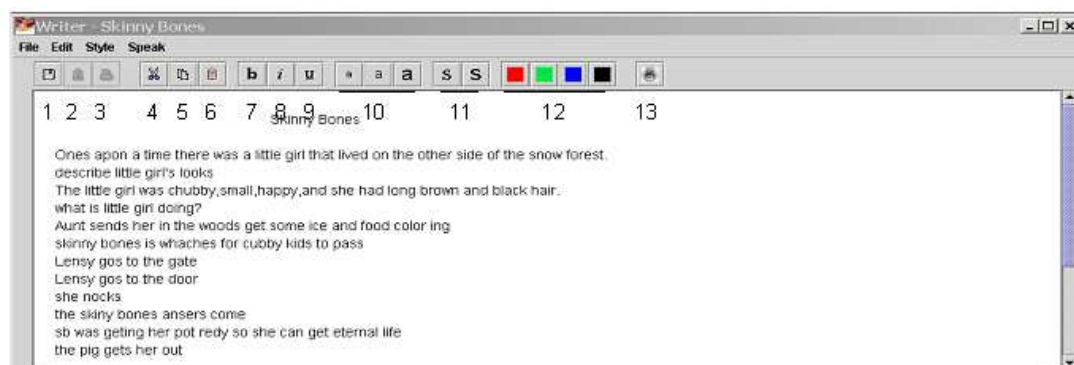 Writer - Skinny Bones
File Edit Style Speak
b i u a a a S S
1 2 3 4 5 6 7 8 9 10 11 12 13
Skinny Bones
Ones apon a time there was a little girl that lived on the other side of the snow forest.
describe little girl's looks
The little girl was chubby,small,happy,and she had long brown and black hair.
what is little girl doing?
Aunt sends her in the woods get some ice and food color ing
skinny bones is whaches for cubby kids to pass
Lensy gos to the gate
Lensy gos to the door
she nocks
the skiny bones ansers come
sb was geting her pot redy so she can get eternal life
the pig gets her out